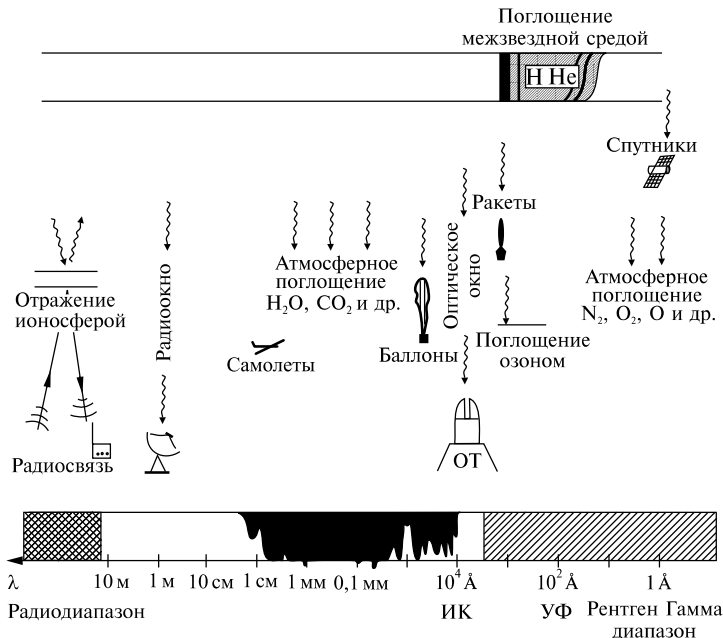 Поглощение
межзвездной средой
H He
Спутники
Ракеты
Оптическое
окно
Радиоокно
Атмосферное
поглощение
H₂O, CO₂ и др.
Атмосферное
поглощение
N₂, O₂, O и др.
Отражение
ионосферой
Самолеты
Баллоны
Поглощение
озоном
Радиосвязь
ОТ
λ 10 м 1 м 10 см 1 см 1 мм 0,1 мм 10⁴ Å 10² Å 1 Å
Радиодиапазон ИК УФ Рентген Гамма
диапазон